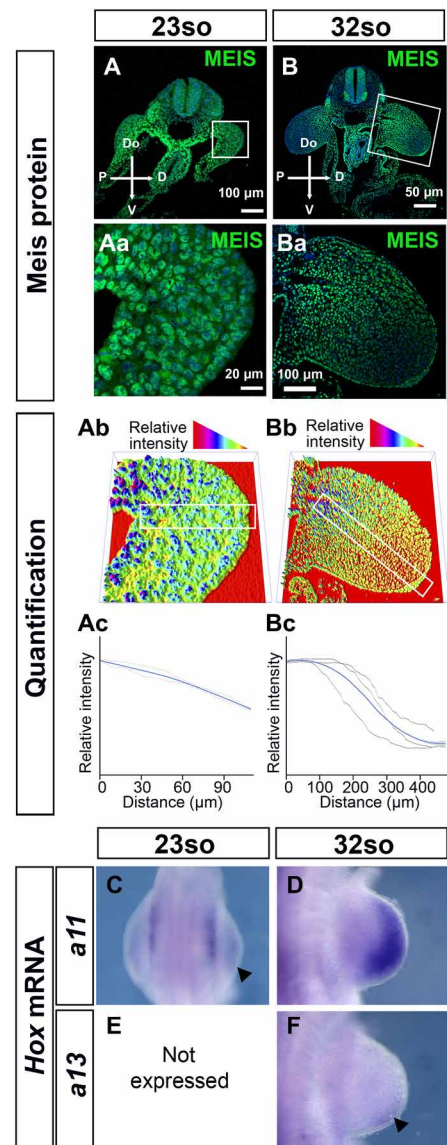 23so
32so
Meis protein
A
MEIS
Do
P
D
V
100 µm
B
MEIS
Do
P
D
V
50 µm
Aa
MEIS
20 µm
Ba
MEIS
100 µm
Quantification
Ab
Relative
intensity
Bb
Relative
intensity
Ac
Relative intensity
0
30
60
90
Distance (µm)
Bc
Relative intensity
0
100
200
300
400
Distance (µm)
23so
32so
Hox mRNA
a11
C
D
a13
E
Not
expressed
F